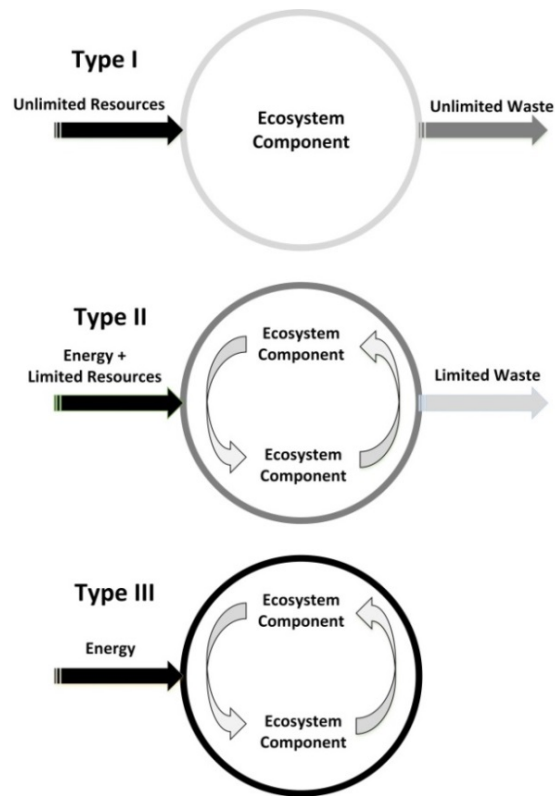 Type I
Unlimited Resources
Ecosystem
Component
Unlimited Waste
Type II
Energy +
Limited Resources
Ecosystem
Component
Ecosystem
Component
Limited Waste
Type III
Energy
Ecosystem
Component
Ecosystem
Component